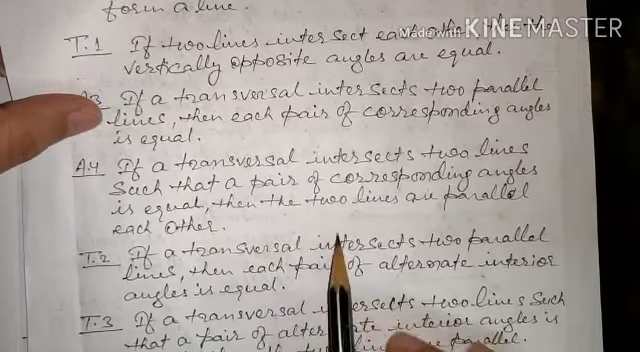 form a line.
Made with KINEMASTER
T.1 If two lines intersect each other
vertically opposite angles are equal.
If a transversal intersects two parallel
lines, then each pair of corresponding angles
is equal.
A.4 If a transversal intersects two lines
Such that a pair of corresponding angles
is equal, then the two lines are parallel
each other.
T.2 If a transversal intersects two parallel
lines, then each pair of alternate interior
angles is equal.
T.3 If a transversal intersects two lines Such
that a pair of alternate interior angles is
parallel.